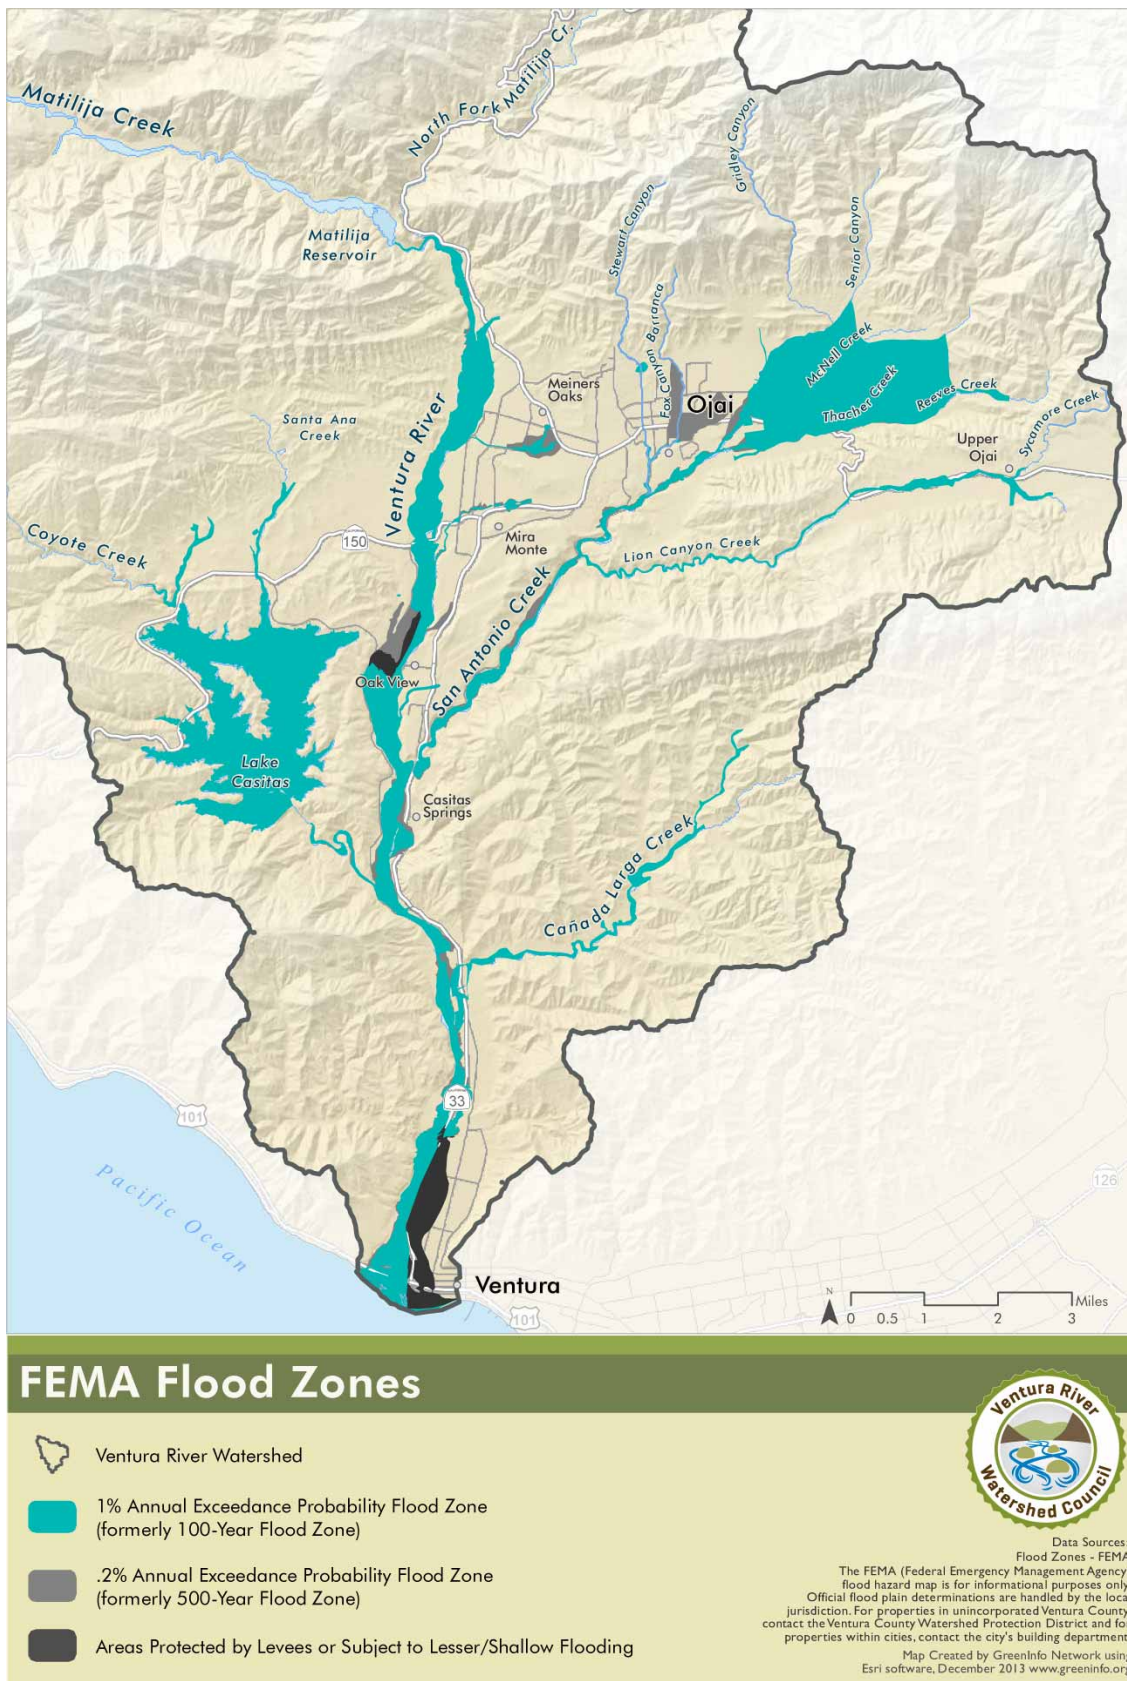 Matilija Creek
North Fork Matilija Cr.
Matilija
Reservoir
Gridley Canyon
Stewart Canyon
Senior Canyon
Fox Canyon Barranca
McNell Creek
Thacher Creek
Reeves Creek
Sycamore Creek
Meiners
Oaks
Ojai
Upper
Ojai
Santa Ana
Creek
Ventura River
Coyote Creek
150
Mira
Monte
Lion Canyon Creek
San Antonio Creek
Oak View
Lake
Casitas
Casitas
Springs
Cañada Larga Creek
33
101
Pacific Ocean
126
Ventura
101
N
0 0.5 1 2 3 Miles
FEMA Flood Zones
Ventura River Watershed
1% Annual Exceedance Probability Flood Zone
(formerly 100-Year Flood Zone)
.2% Annual Exceedance Probability Flood Zone
(formerly 500-Year Flood Zone)
Areas Protected by Levees or Subject to Lesser/Shallow Flooding
Ventura River
Watershed Council
Data Sources:
Flood Zones - FEMA
The FEMA (Federal Emergency Management Agency
flood hazard map is for informational purposes only
Official flood plain determinations are handled by the loca
jurisdiction. For properties in unincorporated Ventura County
contact the Ventura County Watershed Protection District and fo
properties within cities, contact the city's building department
Map Created by GreenInfo Network using
Esri software, December 2013 www.greeninfo.org